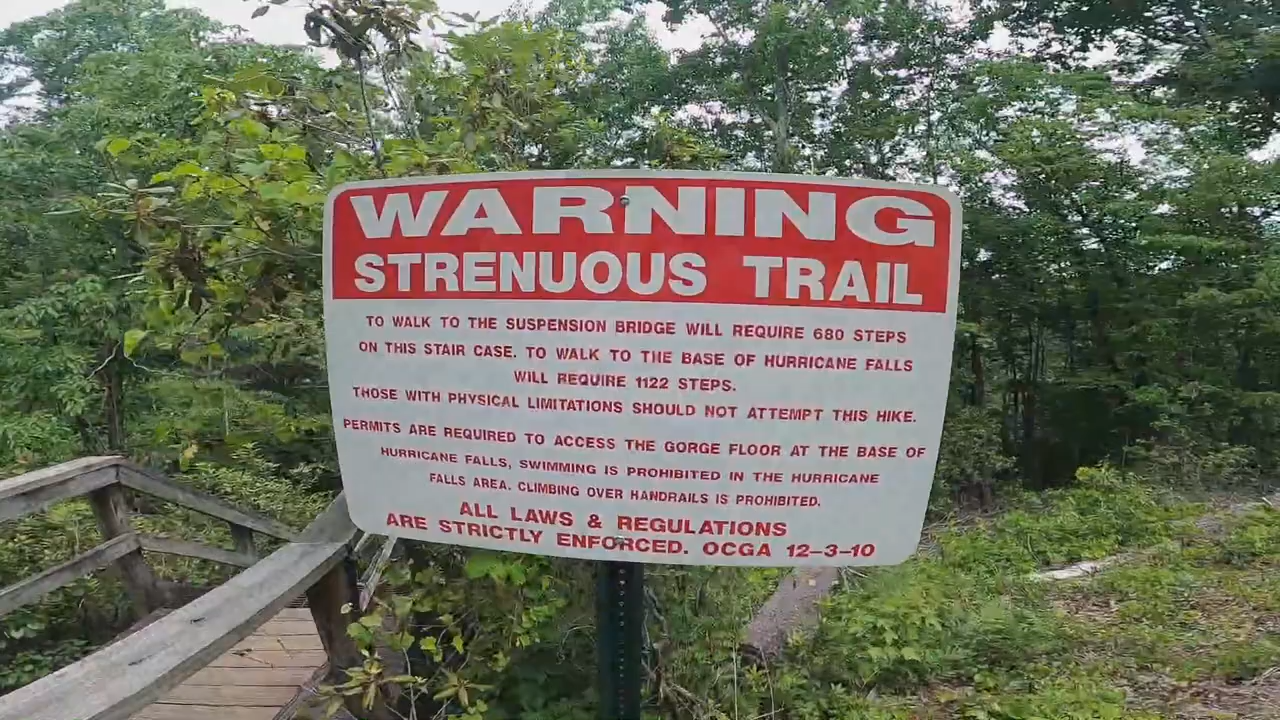 WARNING
STRENUOUS TRAIL
TO WALK TO THE SUSPENSION BRIDGE WILL REQUIRE 680 STEPS
ON THIS STAIR CASE. TO WALK TO THE BASE OF HURRICANE FALLS
WILL REQUIRE 1122 STEPS.
THOSE WITH PHYSICAL LIMITATIONS SHOULD NOT ATTEMPT THIS HIKE.
PERMITS ARE REQUIRED TO ACCESS THE GORGE FLOOR AT THE BASE OF
HURRICANE FALLS, SWIMMING IS PROHIBITED IN THE HURRICANE
FALLS AREA. CLIMBING OVER HANDRAILS IS PROHIBITED.
ALL LAWS & REGULATIONS
ARE STRICTLY ENFORCED. OCGA 12-3-10